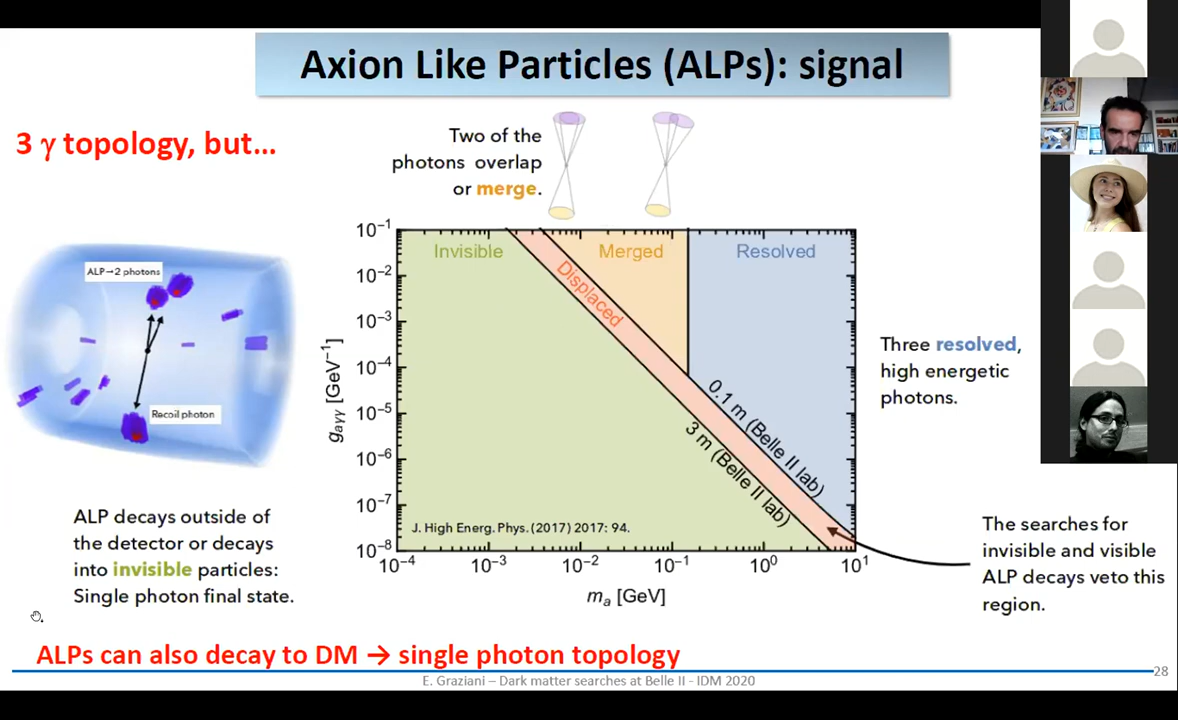 Axion Like Particles (ALPs): signal
3 γ topology, but...
Two of the
photons overlap
or merge.
ALP→2 photons
Recoil photon
Invisible
Displaced
Merged
Resolved
0.1 m (Belle II lab)
3 m (Belle II lab)
J. High Energ. Phys. (2017) 2017: 94.
10⁻¹
10⁻²
10⁻³
10⁻⁴
10⁻⁵
10⁻⁶
10⁻⁷
10⁻⁸
gaγγ [GeV⁻¹]
10⁻⁴ 10⁻³ 10⁻² 10⁻¹ 10⁰ 10¹
ma [GeV]
Three resolved,
high energetic
photons.
ALP decays outside of
the detector or decays
into invisible particles:
Single photon final state.
The searches for
invisible and visible
ALP decays veto this
region.
ALPs can also decay to DM → single photon topology
E. Graziani – Dark matter searches at Belle II - IDM 2020
28